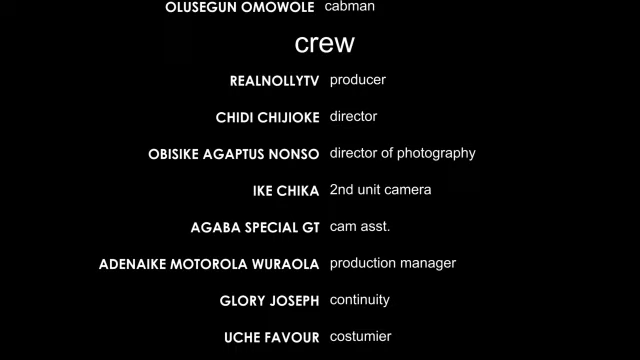 OLUSEGUN OMOWOLE cabman
crew
REALNOLLYTV producer
CHIDI CHIJIOKE director
OBISIKE AGAPTUS NONSO director of photography
IKE CHIKA 2nd unit camera
AGABA SPECIAL GT cam asst.
ADENAIKE MOTOROLA WURAOLA production manager
GLORY JOSEPH continuity
UCHE FAVOUR costumier